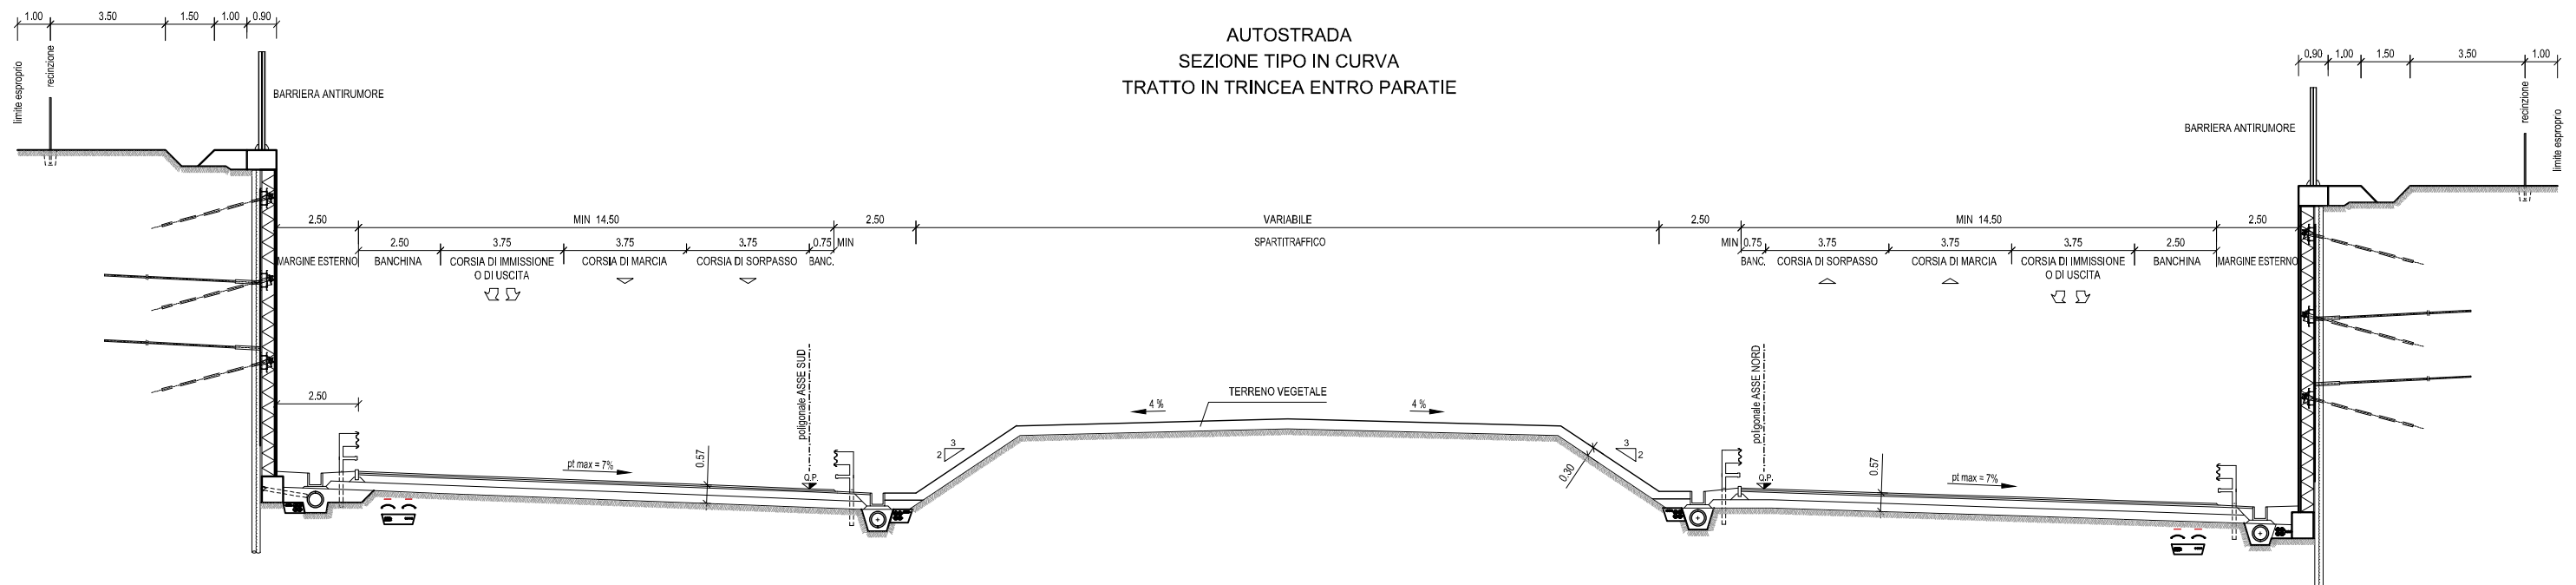 AUTOSTRADA
SEZIONE TIPO IN CURVA
TRATTO IN TRINCEA ENTRO PARATIE
1.00 3.50 1.50 1.00 0.90
limite esproprio
recinzione
BARRIERA ANTIRUMORE
0.90 1.00 1.50 3.50 1.00
BARRIERA ANTIRUMORE
recinzione
limite esproprio
2.50 MIN 14.50 2.50 VARIABILE 2.50 MIN 14.50 2.50
SPARTITRAFFICO
2.50 3.75 3.75 3.75 0.75 MIN
MARGINE ESTERNO BANCHINA CORSIA DI IMMISSIONE CORSIA DI MARCIA CORSIA DI SORPASSO BANC.
O DI USCITA
MIN 0.75 3.75 3.75 3.75 2.50
BANC. CORSIA DI SORPASSO CORSIA DI MARCIA CORSIA DI IMMISSIONE BANCHINA MARGINE ESTERNO
O DI USCITA
2.50
poligonale ASSE SUD
Q.P.
pt max = 7%
0.57
4 %
TERRENO VEGETALE
4 %
3
2
3
2
0.30
poligonale ASSE NORD
Q.P.
0.57
pt max = 7%